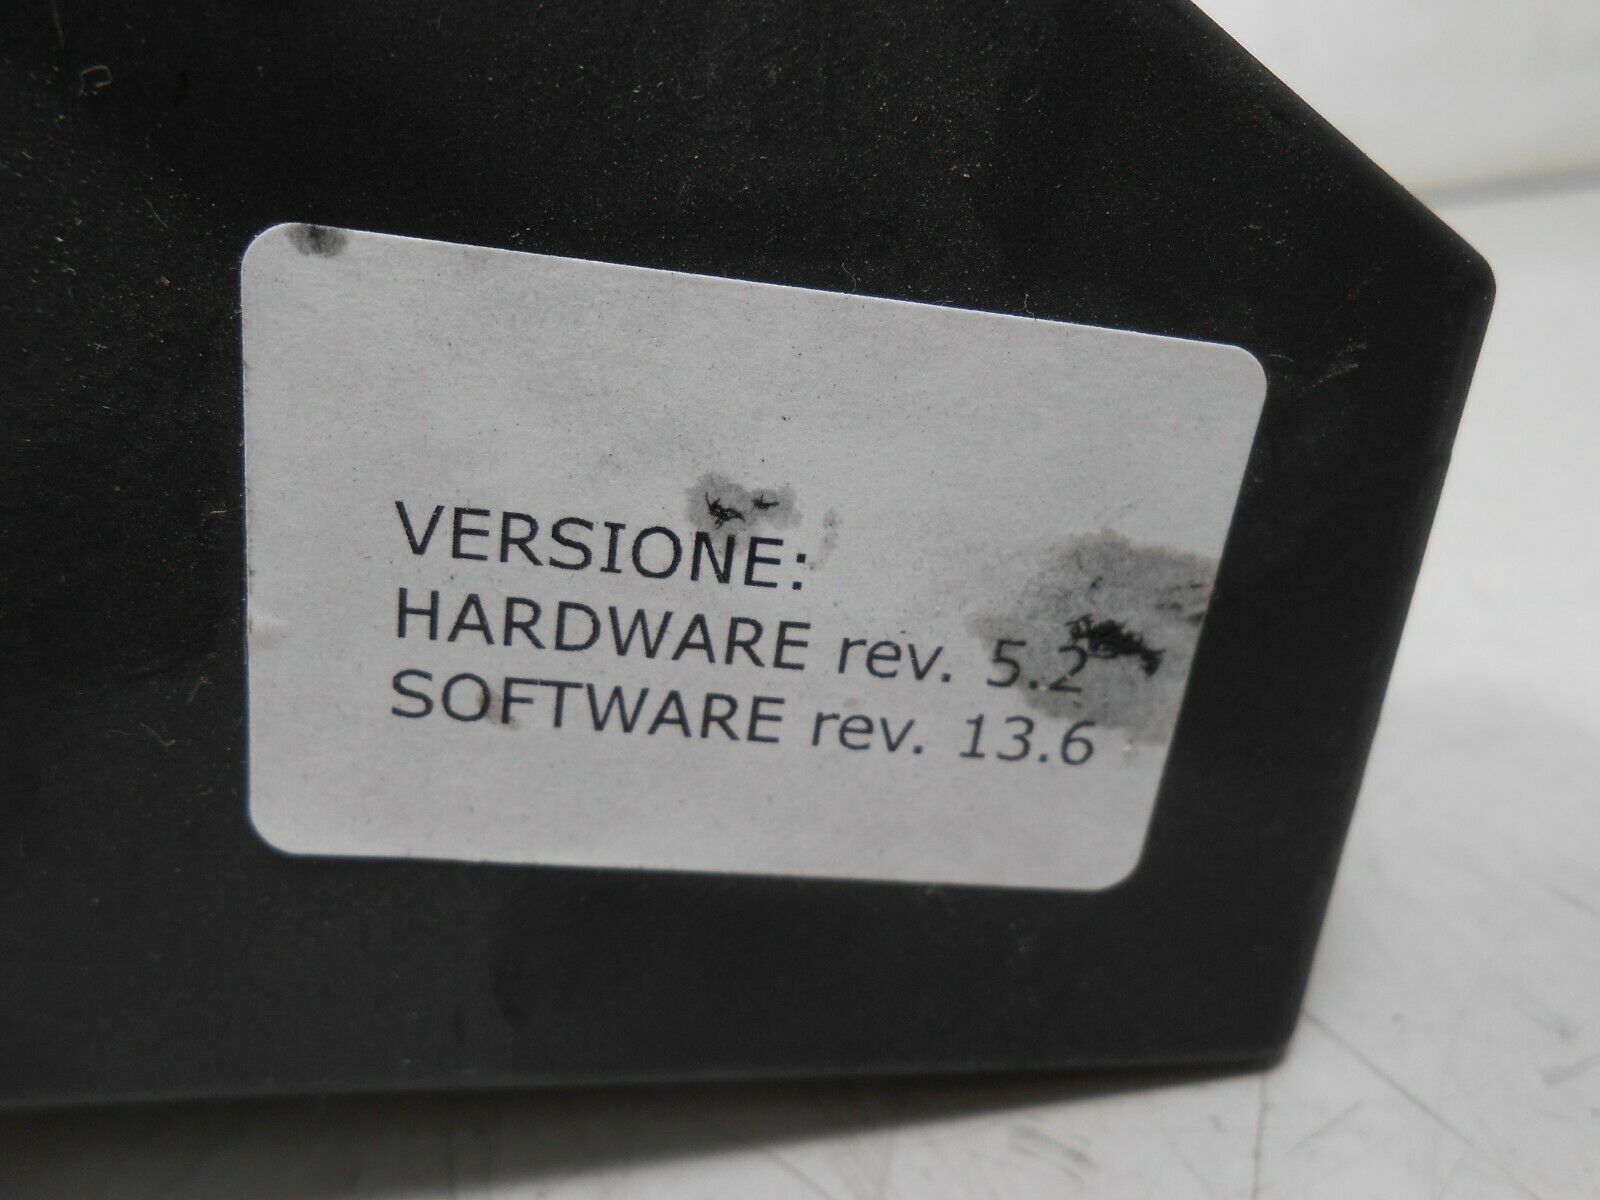 VERSIONE:
HARDWARE rev. 5.2
SOFTWARE rev. 13.6